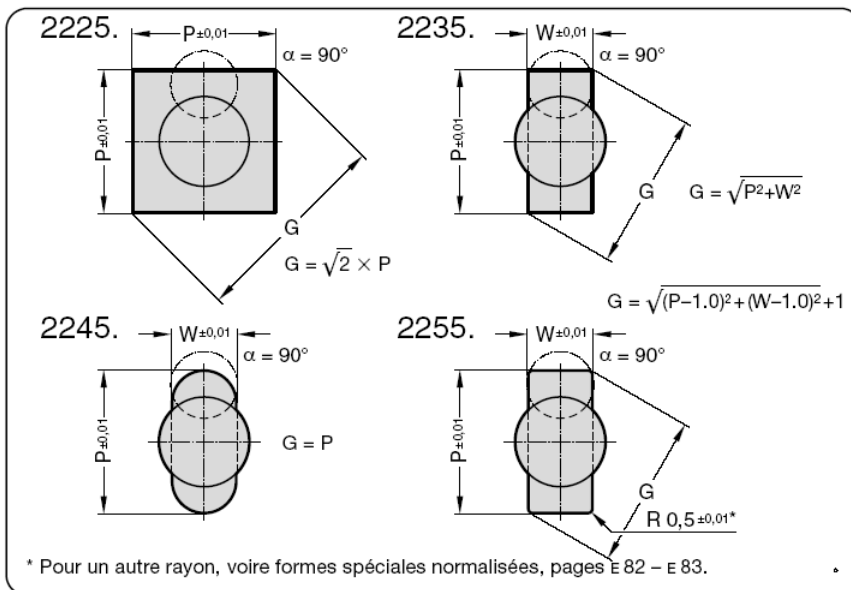 2225.
P±0,01
α = 90°
P±0,01
G
G = √2 × P
2235.
W±0,01
α = 90°
P±0,01
G
G = √P²+W²
G = √(P–1.0)²+(W–1.0)²+1
2245.
W±0,01
α = 90°
P±0,01
G = P
2255.
W±0,01
α = 90°
P±0,01
G
R 0,5±0,01*
* Pour un autre rayon, voire formes spéciales normalisées, pages E 82 – E 83.